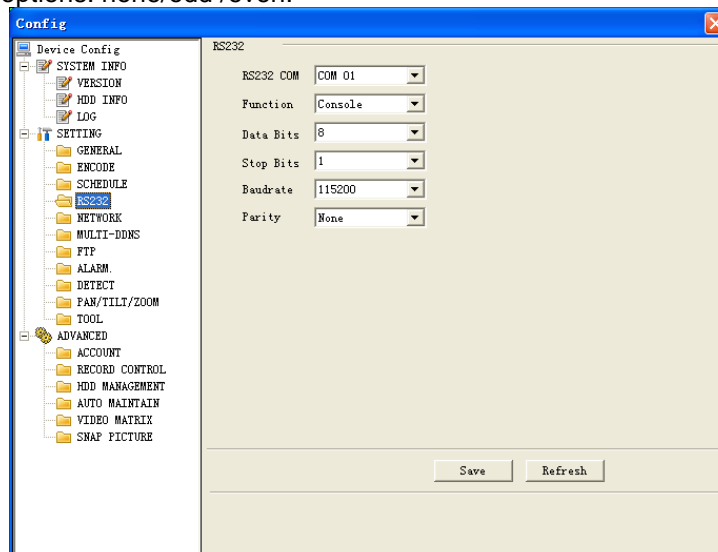 options: none/odd /even.
Config
Device Config
SYSTEM INFO
VERSION
HDD INFO
LOG
SETTING
GENERAL
ENCODE
SCHEDULE
RS232
NETWORK
MULTI-DDNS
FTP
ALARM.
DETECT
PAN/TILT/ZOOM
TOOL
ADVANCED
ACCOUNT
RECORD CONTROL
HDD MANAGEMENT
AUTO MAINTAIN
VIDEO MATRIX
SNAP PICTURE
RS232
RS232 COM COM 01
Function Console
Data Bits 8
Stop Bits 1
Baudrate 115200
Parity None
Save Refresh